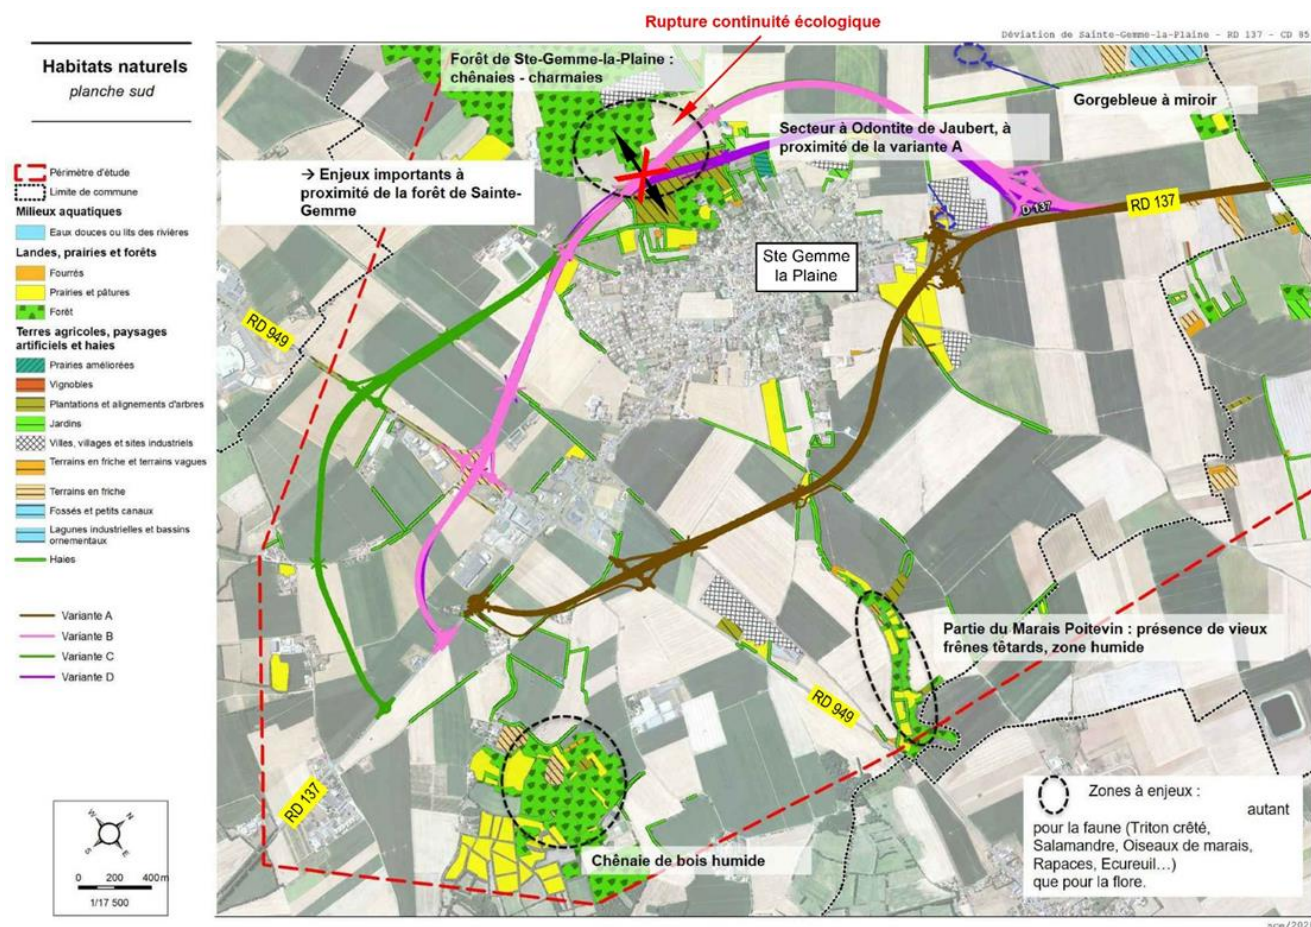 Rupture continuité écologique
Déviation de Sainte-Gemme-la-Plaine - RD 137 - CD 85
Habitats naturels
planche sud
Forêt de Ste-Gemme-la-Plaine :
chênaies - charmaies
Gorgebleue à miroir
Secteur à Odontite de Jaubert, à
proximité de la variante A
→ Enjeux importants à
proximité de la forêt de Sainte-
Gemme
Périmètre d'étude
Limite de commune
Milieux aquatiques
Eaux douces ou lits des rivières
Landes, prairies et forêts
Fourrés
Prairies et pâtures
Forêt
Terres agricoles, paysages
artificiels et haies
Prairies améliorées
Vignobles
Plantations et alignements d'arbres
Jardins
Villes, villages et sites industriels
Terrains en friche et terrains vagues
Terrains en friche
Fossés et petits canaux
Lagunes industrielles et bassins
ornementaux
Haies
Variante A
Variante B
Variante C
Variante D
D 137
RD 137
Ste Gemme
la Plaine
RD 949
Partie du Marais Poitevin : présence de vieux
frênes têtards, zone humide
RD 949
RD 137
Chênaie de bois humide
Zones à enjeux :
autant
pour la faune (Triton crêté,
Salamandre, Oiseaux de marais,
Rapaces, Ecureuil...)
que pour la flore.
W N
S E
0 200 400m
1/17 500